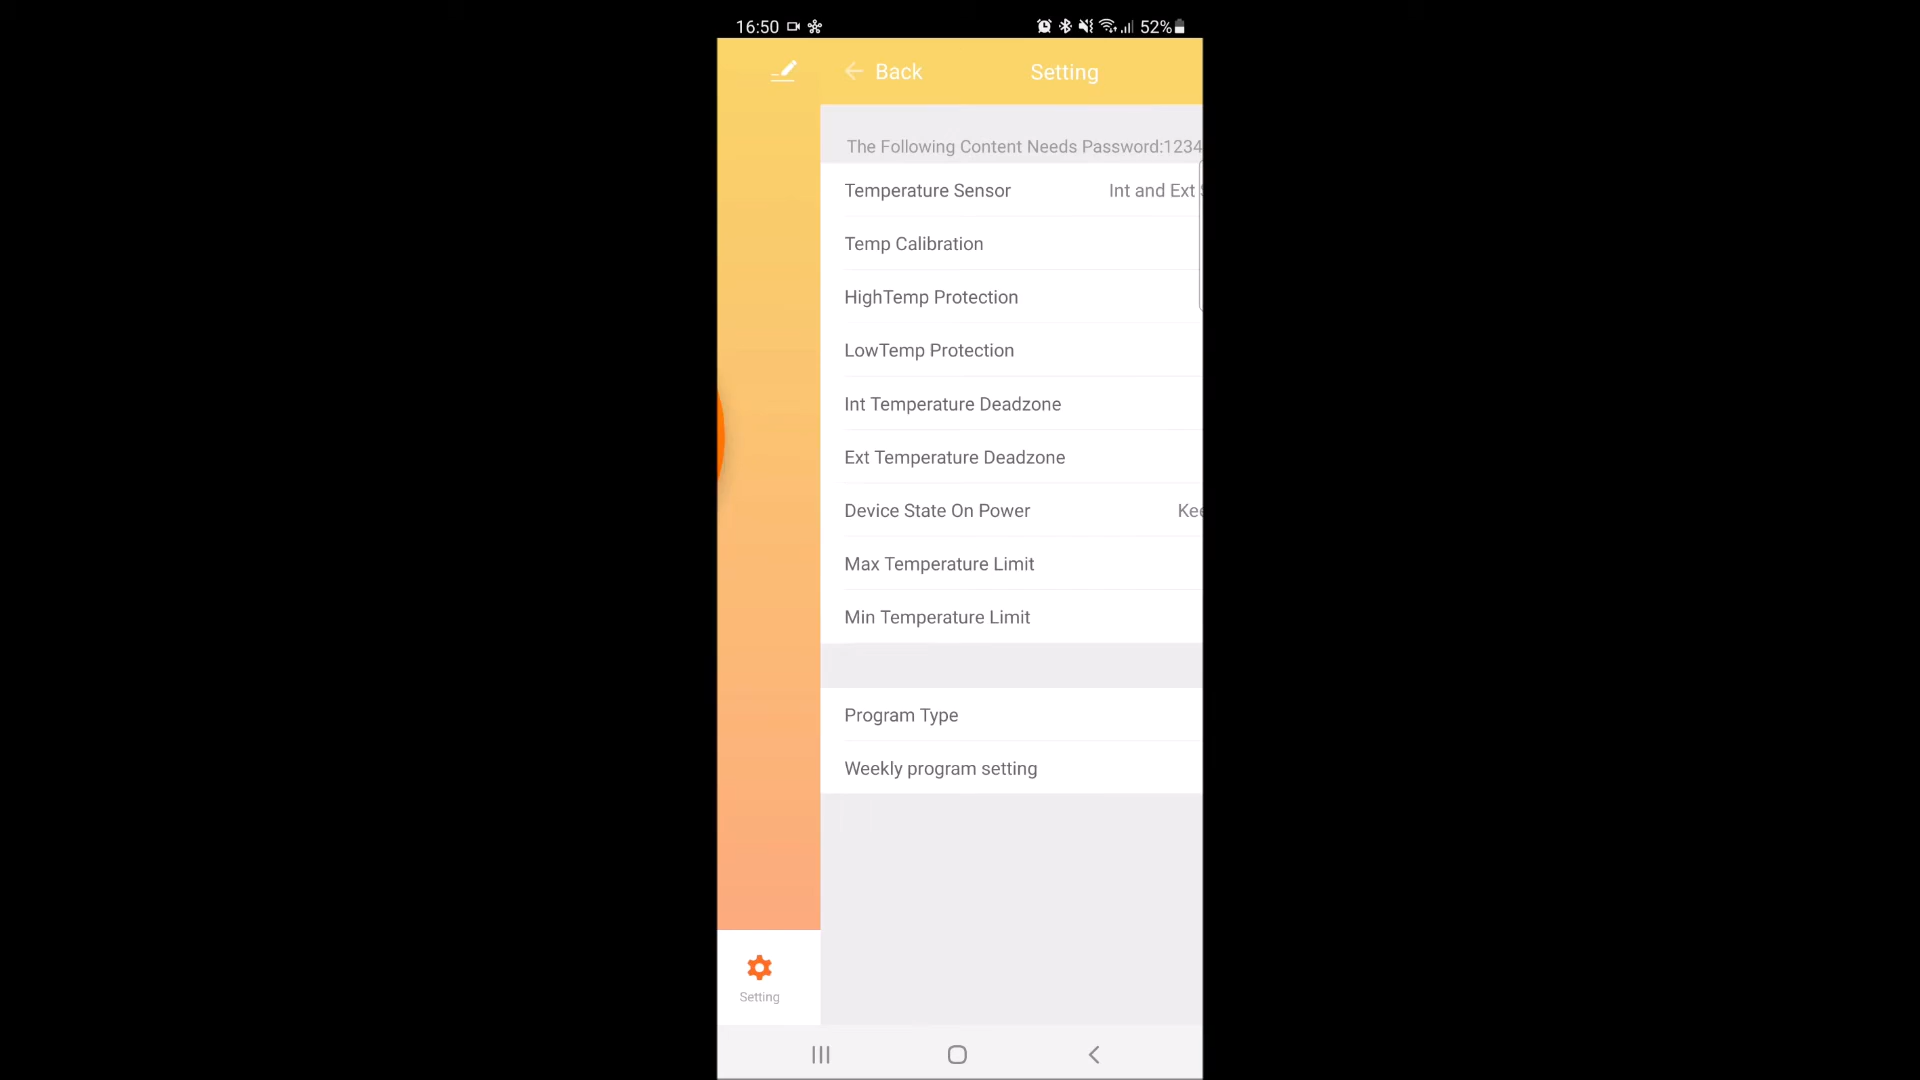 16:50 52%
Back Setting
The Following Content Needs Password:1234
Temperature Sensor Int and Ext
Temp Calibration
HighTemp Protection
LowTemp Protection
Int Temperature Deadzone
Ext Temperature Deadzone
Device State On Power Kee
Max Temperature Limit
Min Temperature Limit
Program Type
Weekly program setting
Setting